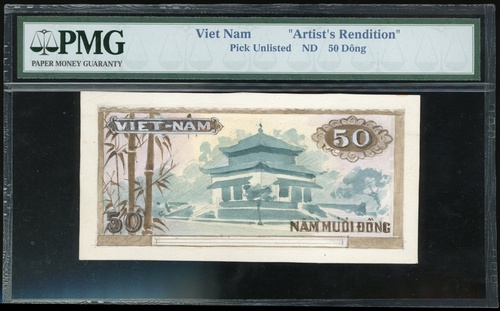 PMG
PAPER MONEY GUARANTY
Viet Nam "Artist's Rendition"
Pick Unlisted ND 50 Dông
VIET-NAM
50
50
NĂM MƯƠI ĐỒNG